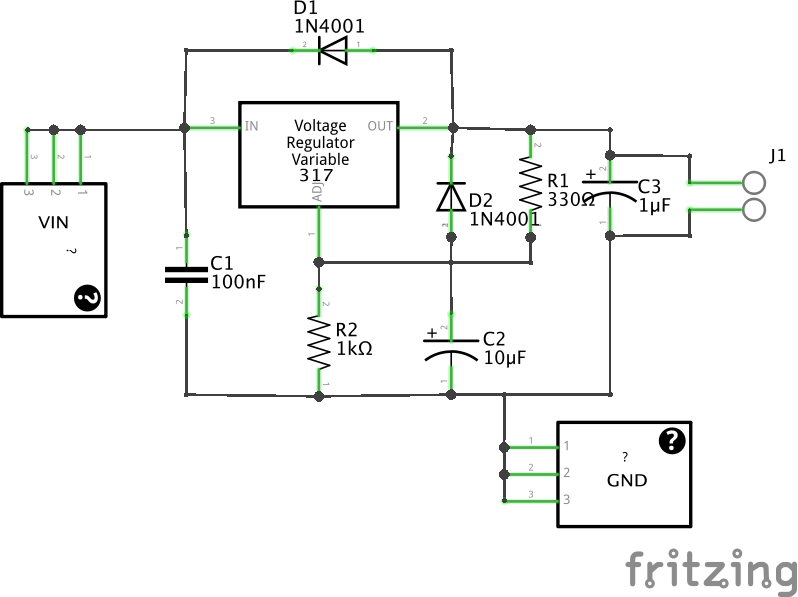 D1
1N4001
2
1
3
IN
Voltage
Regulator
Variable
317
OUT
2
ADJ
1
3
2
1
3
2
1
VIN
?
?
1
C1
100nF
2
2
1
D2
1N4001
2
R1
330Ω
1
+
2
C3
1µF
1
J1
2
R2
1kΩ
1
+
2
C2
10µF
1
1
1
2
2
3
3
?
?
GND
fritzing